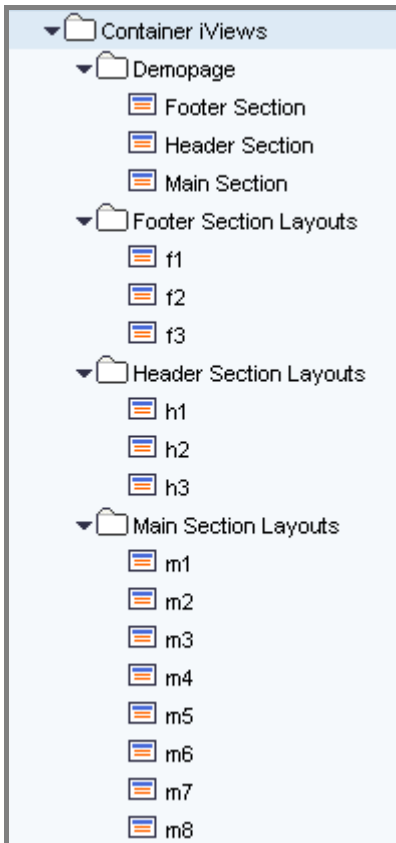 Container iViews
Demopage
Footer Section
Header Section
Main Section
Footer Section Layouts
f1
f2
f3
Header Section Layouts
h1
h2
h3
Main Section Layouts
m1
m2
m3
m4
m5
m6
m7
m8